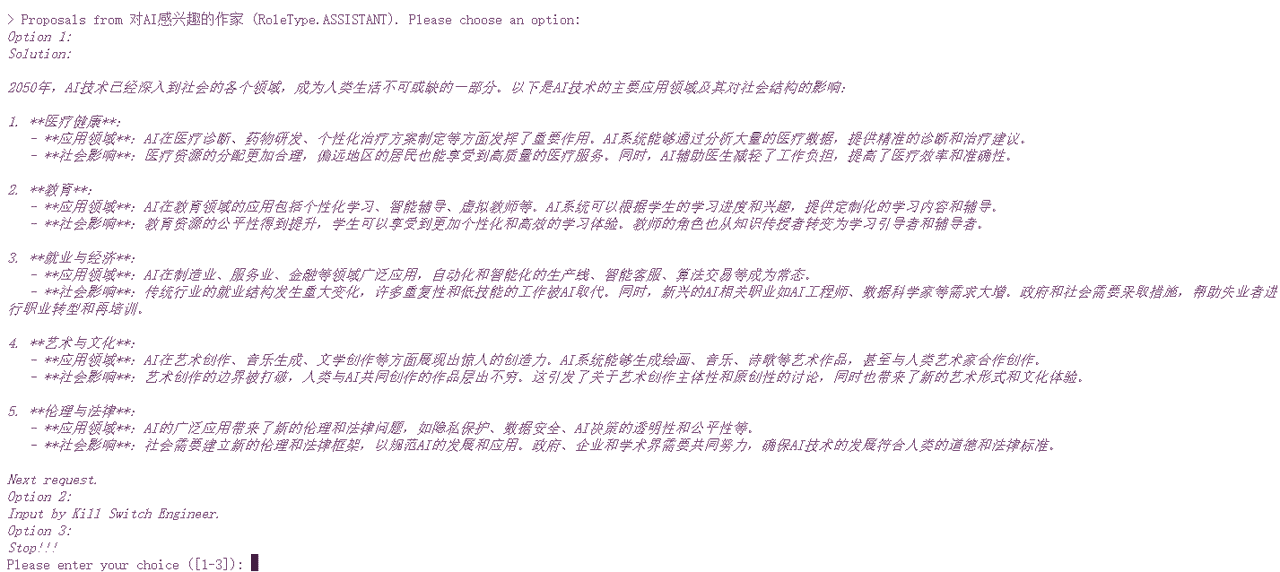 > Proposals from 对AI感兴趣的作家 (RoleType.ASSISTANT). Please choose an option:
Option 1:
Solution:
2050年，AI技术已经深入到社会的各个领域，成为人类生活不可或缺的一部分。以下是AI技术的主要应用领域及其对社会结构的影响：
1. **医疗健康**：
- **应用领域**：AI在医疗诊断、药物研发、个性化治疗方案制定等方面发挥了重要作用。AI系统能够通过分析大量的医疗数据，提供精准的诊断和治疗建议。
- **社会影响**：医疗资源的分配更加合理，偏远地区的居民也能享受到高质量的医疗服务。同时，AI辅助医生减轻了工作负担，提高了医疗效率和准确性。
2. **教育**：
- **应用领域**：AI在教育领域的应用包括个性化学习、智能辅导、虚拟教师等。AI系统可以根据学生的学习进度和兴趣，提供定制化的学习内容和辅导。
- **社会影响**：教育资源的公平性得到提升，学生可以享受到更加个性化和高效的学习体验。教师的角色也从知识传授者转变为学习引导者和辅导者。
3. **就业与经济**：
- **应用领域**：AI在制造业、服务业、金融等领域广泛应用，自动化和智能化的生产线、智能客服、算法交易等成为常态。
- **社会影响**：传统行业的就业结构发生重大变化，许多重复性和低技能的工作被AI取代。同时，新兴的AI相关职业如AI工程师、数据科学家等需求大增。政府和社会需要采取措施，帮助失业者进
行职业转型和再培训。
4. **艺术与文化**：
- **应用领域**：AI在艺术创作、音乐生成、文学创作等方面展现出惊人的创造力。AI系统能够生成绘画、音乐、诗歌等艺术作品，甚至与人类艺术家合作创作。
- **社会影响**：艺术创作的边界被打破，人类与AI共同创作的作品层出不穷。这引发了关于艺术创作主体性和原创性的讨论，同时也带来了新的艺术形式和文化体验。
5. **伦理与法律**：
- **应用领域**：AI的广泛应用带来了新的伦理和法律问题，如隐私保护、数据安全、AI决策的透明性和公平性等。
- **社会影响**：社会需要建立新的伦理和法律框架，以规范AI的发展和应用。政府、企业和学术界需要共同努力，确保AI技术的发展符合人类的道德和法律标准。
Next request.
Option 2:
Input by Kill Switch Engineer.
Option 3:
Stop!!!
Please enter your choice ([1-3]):